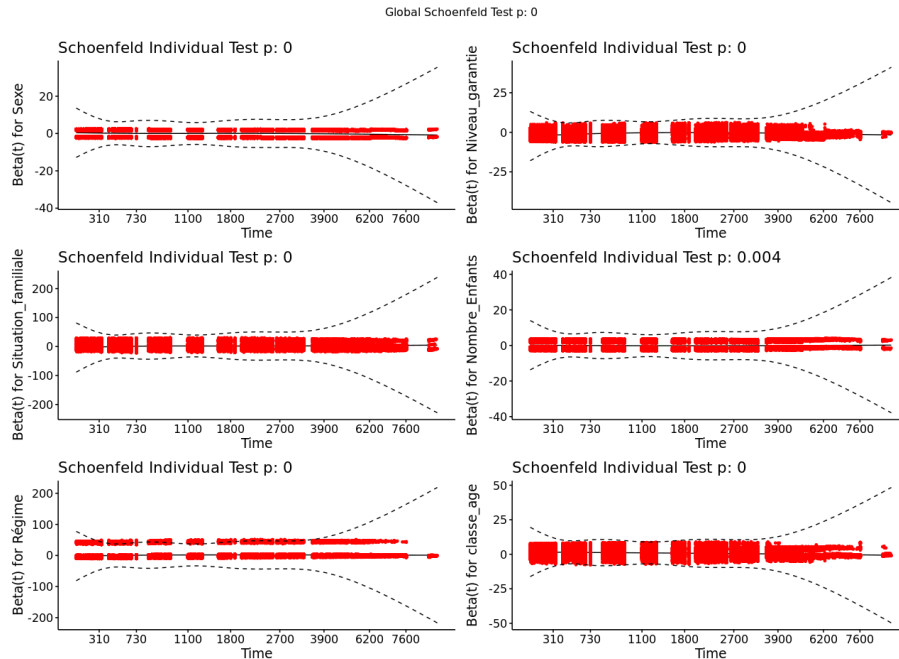 Global Schoenfeld Test p: 0
Schoenfeld Individual Test p: 0
Beta(t) for Sexe
20
0
-20
-40
310 730 1100 1800 2700 3900 6200 7600
Time
Schoenfeld Individual Test p: 0
Beta(t) for Niveau_garantie
25
0
-25
310 730 1100 1800 2700 3900 6200 7600
Time
Schoenfeld Individual Test p: 0
Beta(t) for Situation_familiale
200
100
0
-100
-200
310 730 1100 1800 2700 3900 6200 7600
Time
Schoenfeld Individual Test p: 0.004
Beta(t) for Nombre_Enfants
40
20
0
-20
-40
310 730 1100 1800 2700 3900 6200 7600
Time
Schoenfeld Individual Test p: 0
Beta(t) for Régime
200
100
0
-100
-200
310 730 1100 1800 2700 3900 6200 7600
Time
Schoenfeld Individual Test p: 0
Beta(t) for classe_age
50
25
0
-25
-50
310 730 1100 1800 2700 3900 6200 7600
Time